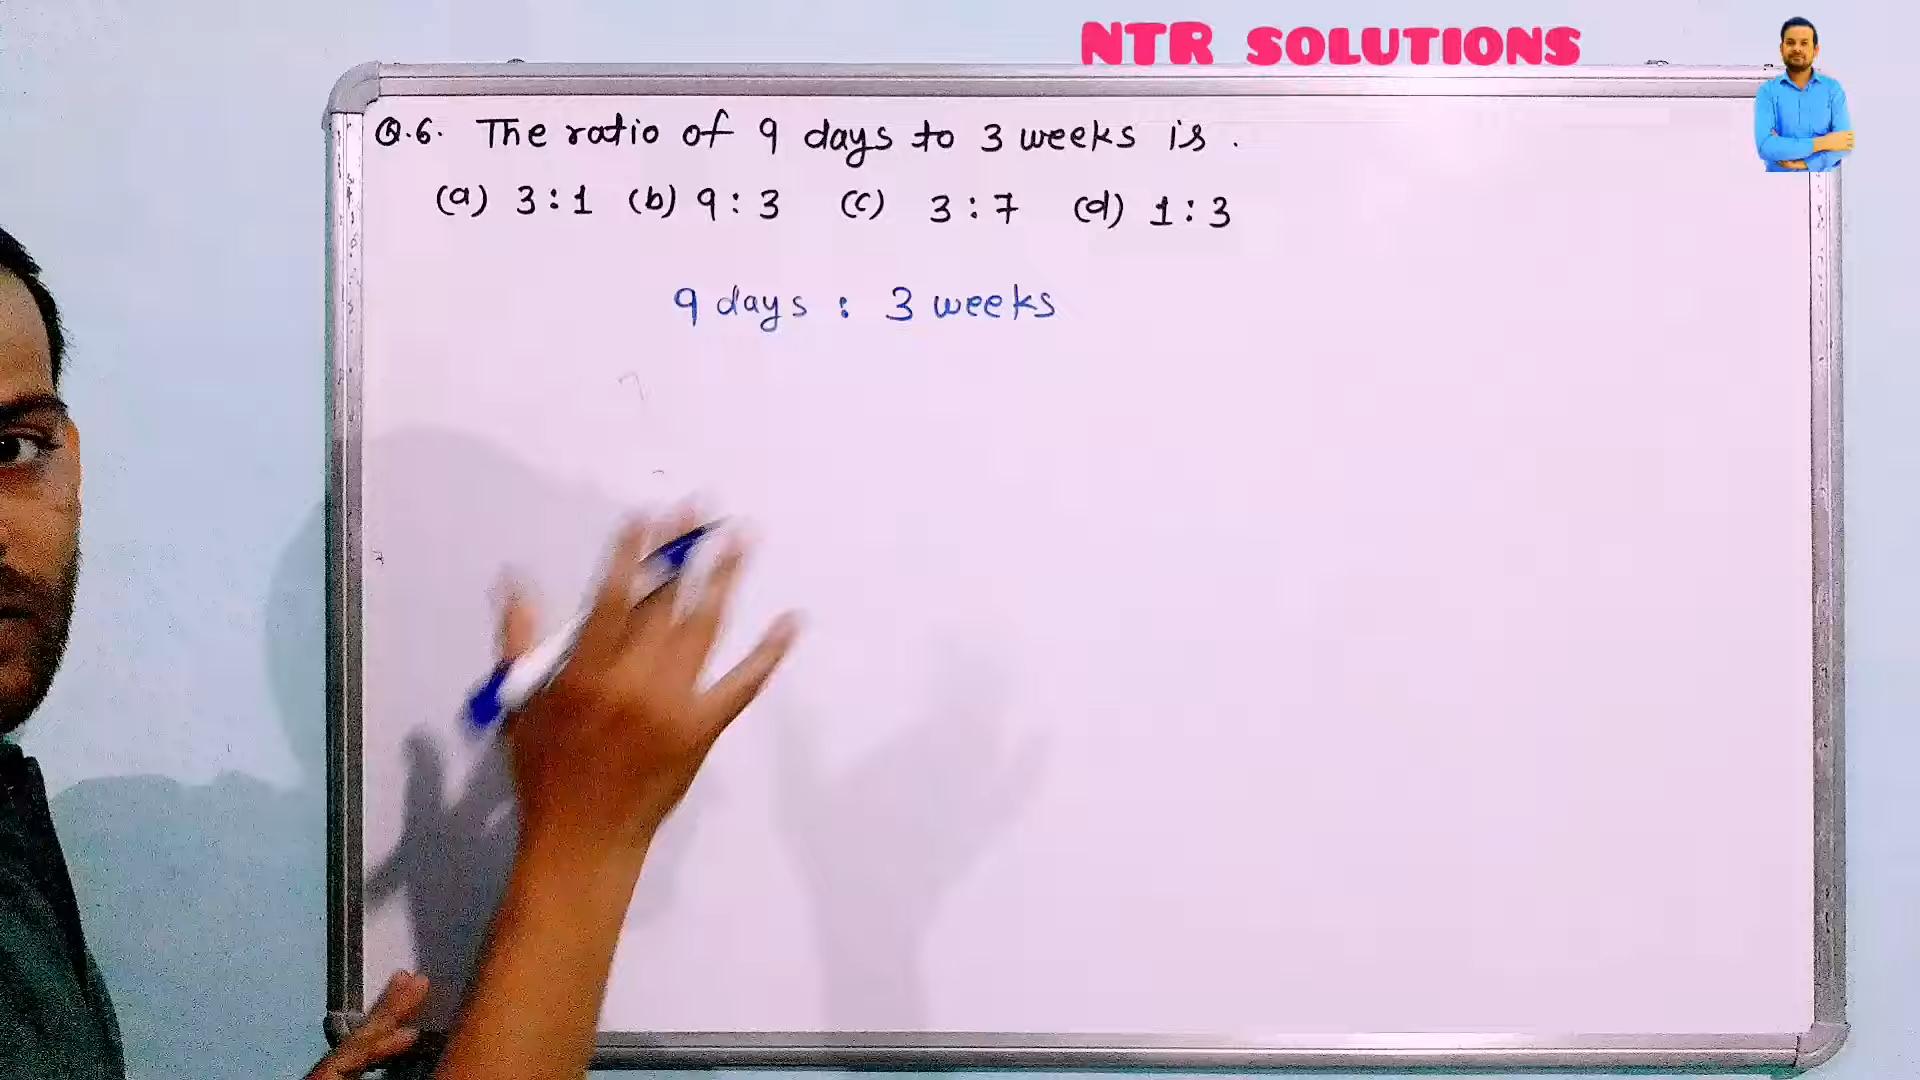 NTR SOLUTIONS
Q.6. The ratio of 9 days to 3 weeks is .
(a) 3:1 (b) 9:3 (c) 3:7 (d) 1:3
9 days : 3 weeks